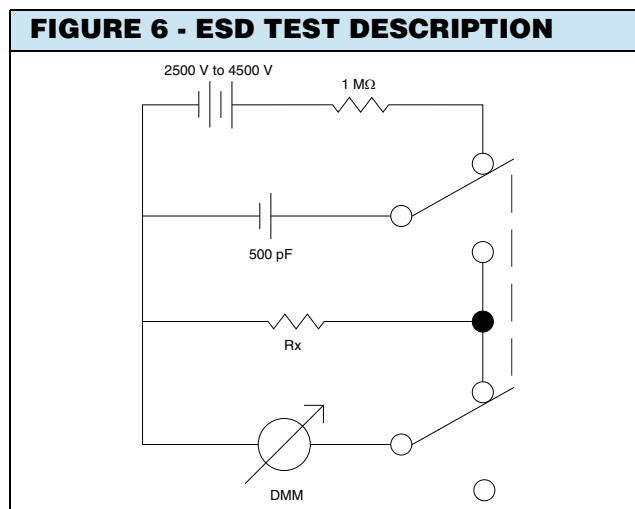 FIGURE 6 - ESD TEST DESCRIPTION
2500 V to 4500 V
1 MΩ
500 pF
Rx
DMM